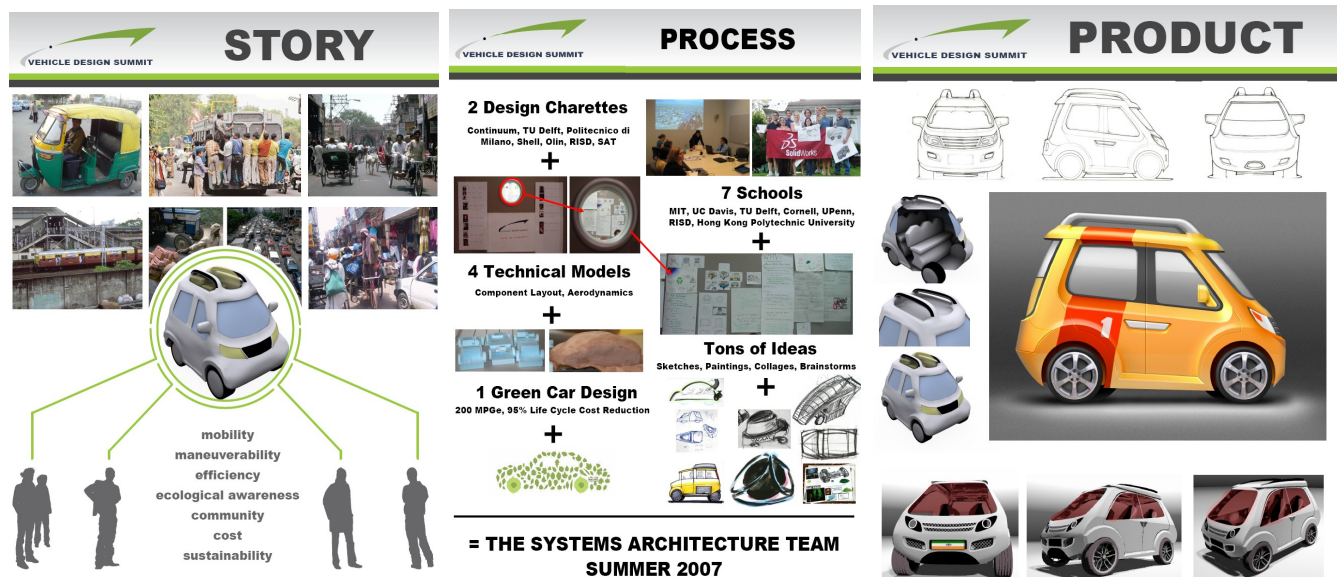 VEHICLE DESIGN SUMMIT
STORY
mobility
maneuverability
efficiency
ecological awareness
community
cost
sustainability
VEHICLE DESIGN SUMMIT
PROCESS
2 Design Charettes
Continuum, TU Delft, Politecnico di
Milano, Shell, Olin, RISD, SAT
+
4 Technical Models
Component Layout, Aerodynamics
+
1 Green Car Design
200 MPGe, 95% Life Cycle Cost Reduction
+
SolidWorks
7 Schools
MIT, UC Davis, TU Delft, Cornell, UPenn,
RISD, Hong Kong Polytechnic University
+
Tons of Ideas
Sketches, Paintings, Collages, Brainstorms
+
= THE SYSTEMS ARCHITECTURE TEAM
SUMMER 2007
VEHICLE DESIGN SUMMIT
PRODUCT
1